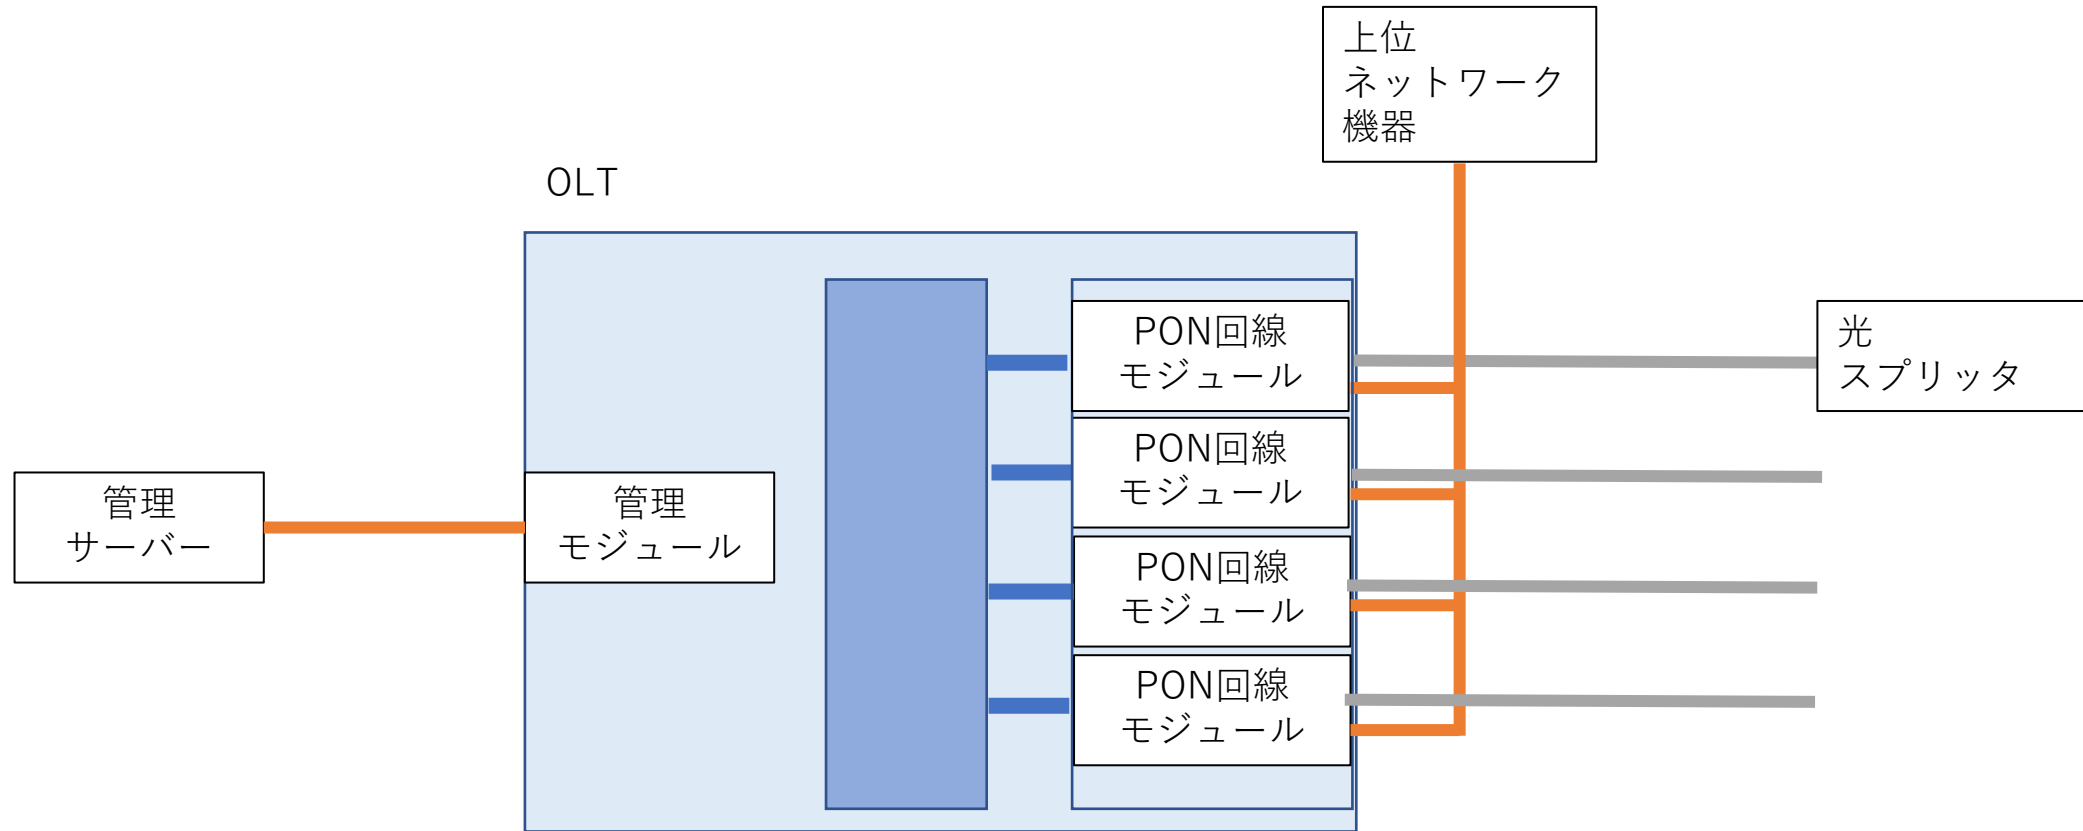 上位
ネットワーク
機器
OLT
PON回線
モジュール
光
スプリッタ
PON回線
モジュール
管理
サーバー
管理
モジュール
PON回線
モジュール
PON回線
モジュール